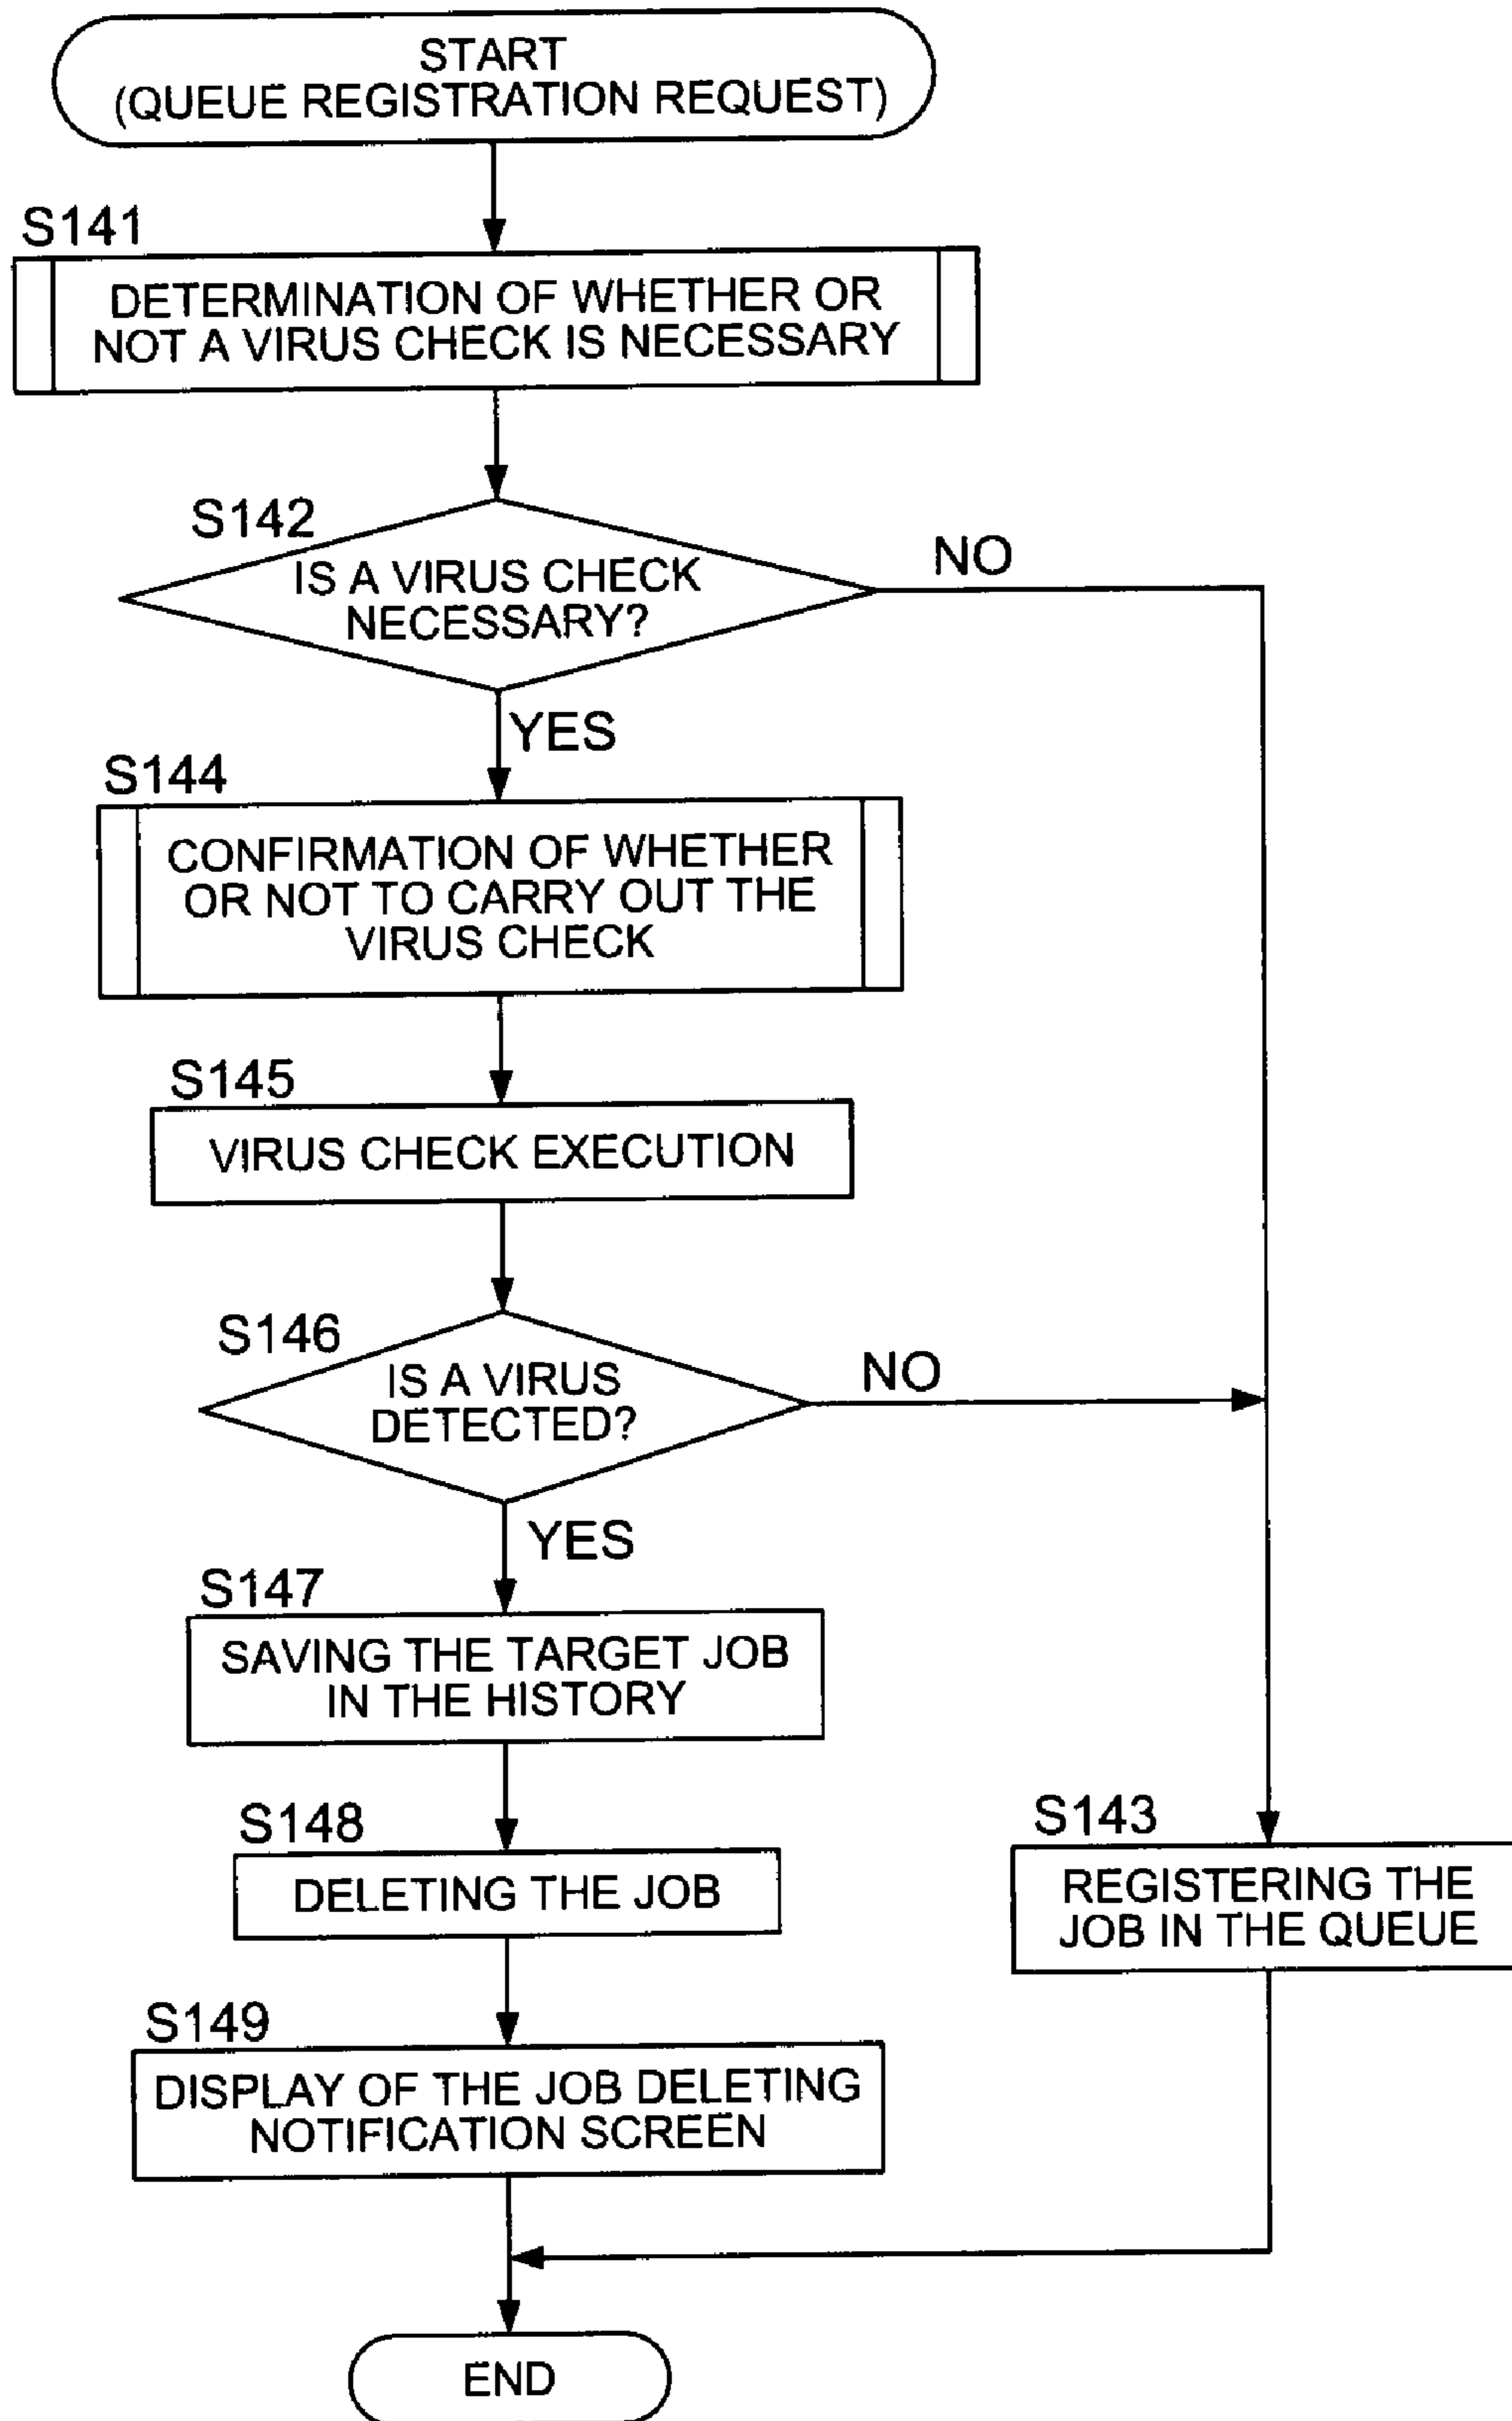 START
(QUEUE REGISTRATION REQUEST)
S141
DETERMINATION OF WHETHER OR
NOT A VIRUS CHECK IS NECESSARY
S142
IS A VIRUS CHECK
NECESSARY?
NO
YES
S144
CONFIRMATION OF WHETHER
OR NOT TO CARRY OUT THE
VIRUS CHECK
S145
VIRUS CHECK EXECUTION
S146
IS A VIRUS
DETECTED?
NO
YES
S147
SAVING THE TARGET JOB
IN THE HISTORY
S148
DELETING THE JOB
S143
REGISTERING THE
JOB IN THE QUEUE
S149
DISPLAY OF THE JOB DELETING
NOTIFICATION SCREEN
END